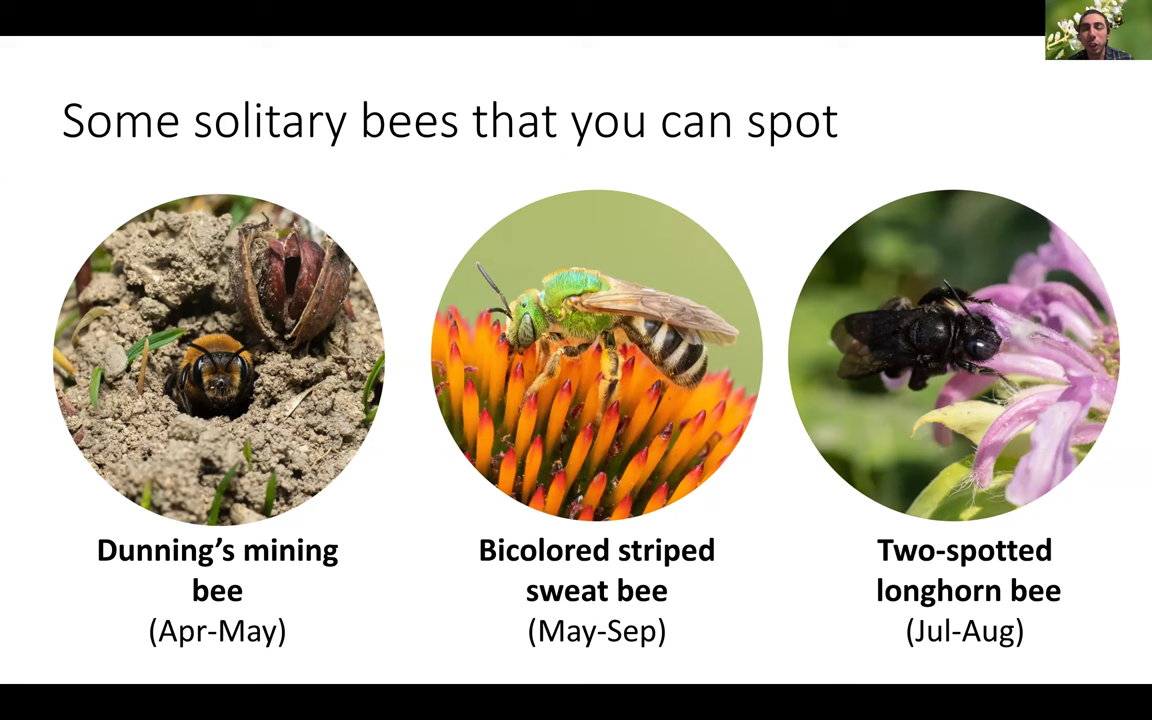 Some solitary bees that you can spot
Dunning’s mining
bee
(Apr-May)
Bicolored striped
sweat bee
(May-Sep)
Two-spotted
longhorn bee
(Jul-Aug)